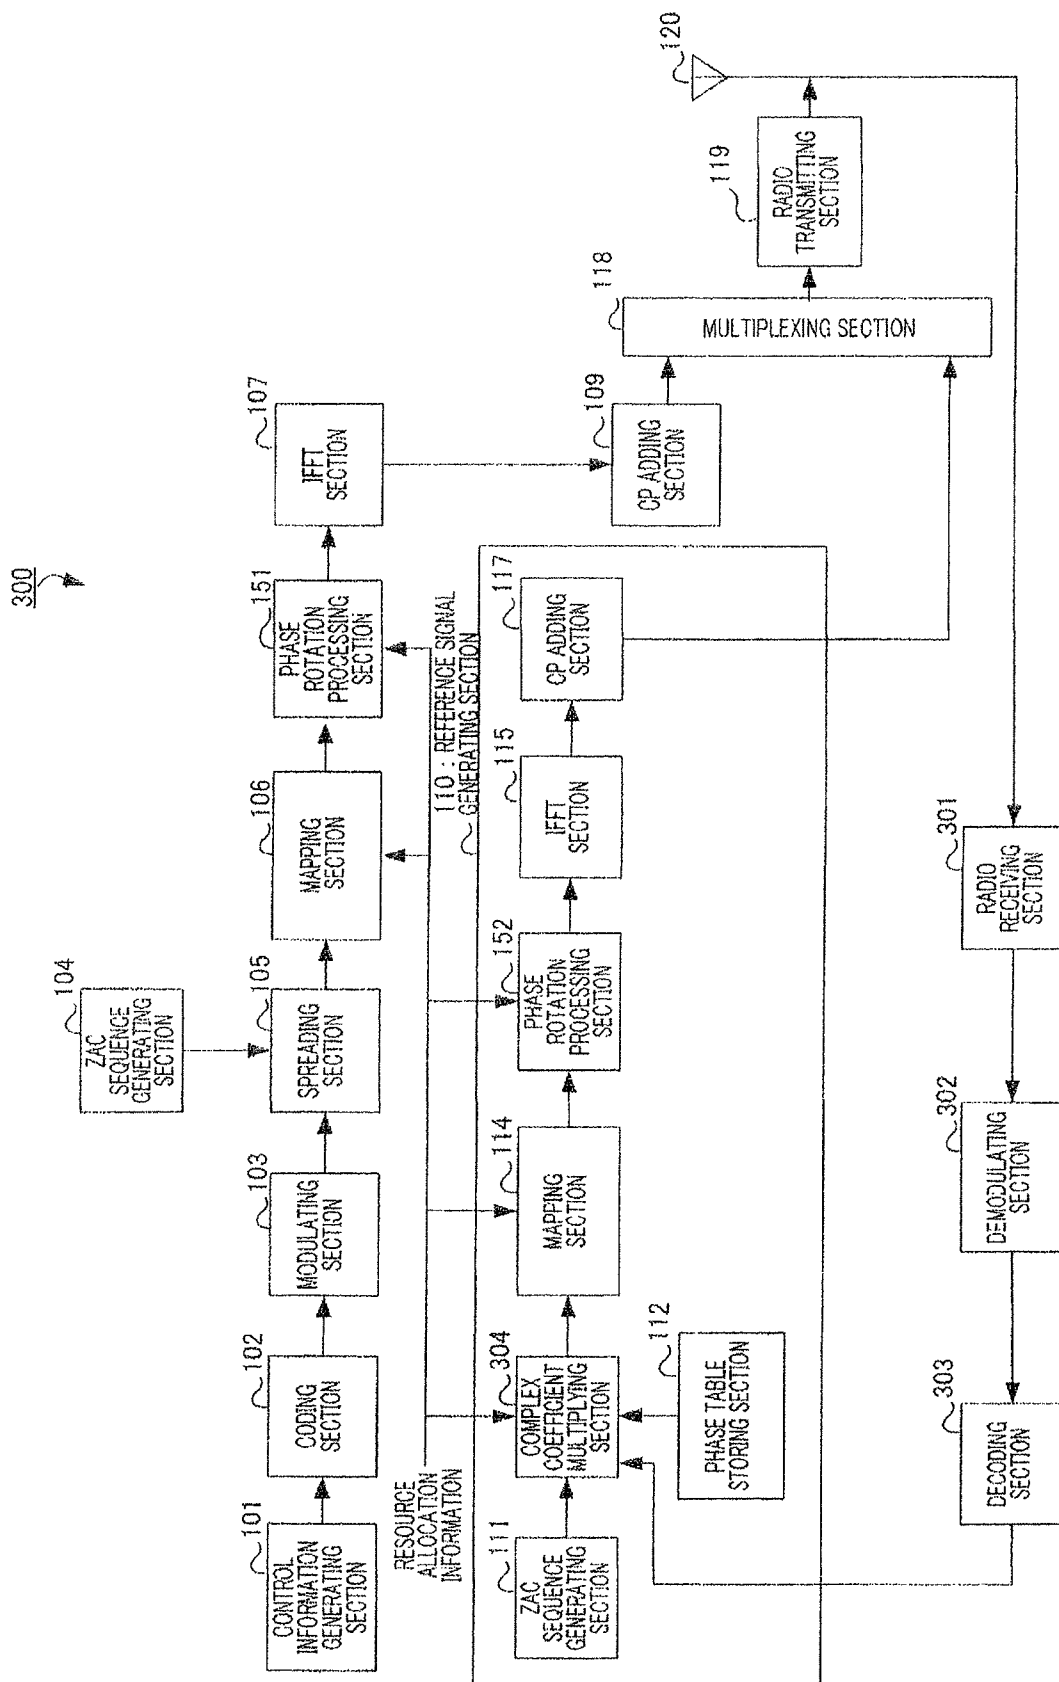 300
101
CONTROL
INFORMATION
GENERATING
SECTION
102
CODING
SECTION
103
MODULATING
SECTION
104
ZAC
SEQUENCE
GENERATING
SECTION
105
SPREADING
SECTION
106
MAPPING
SECTION
151
PHASE
ROTATION
PROCESSING
SECTION
107
IFFT
SECTION
RESOURCE
ALLOCATION
INFORMATION
110 : REFERENCE SIGNAL
GENERATING SECTION
111
ZAC
SEQUENCE
GENERATING
SECTION
304
COMPLEX
COEFFICIENT
MULTIPLYING
SECTION
112
PHASE TABLE
STORING SECTION
114
MAPPING
SECTION
152
PHASE
ROTATION
PROCESSING
SECTION
115
IFFT
SECTION
117
CP ADDING
SECTION
109
CP ADDING
SECTION
118
MULTIPLEXING SECTION
119
RADIO
TRANSMITTING
SECTION
120
301
RADIO
RECEIVING
SECTION
302
DEMODULATING
SECTION
303
DECODING
SECTION